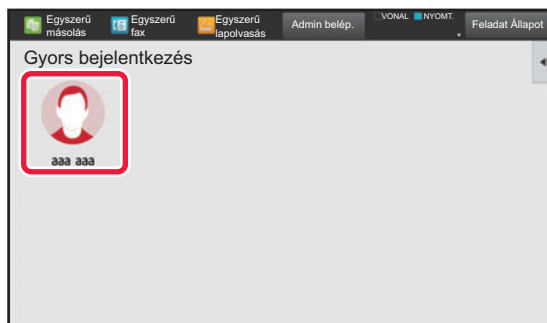 Egyszerű
másolás
Egyszerű
fax
Egyszerű
lapolvasás
Admin belép.
VONAL NYOMT.
Feladat Állapot
Gyors bejelentkezés
aaa aaa